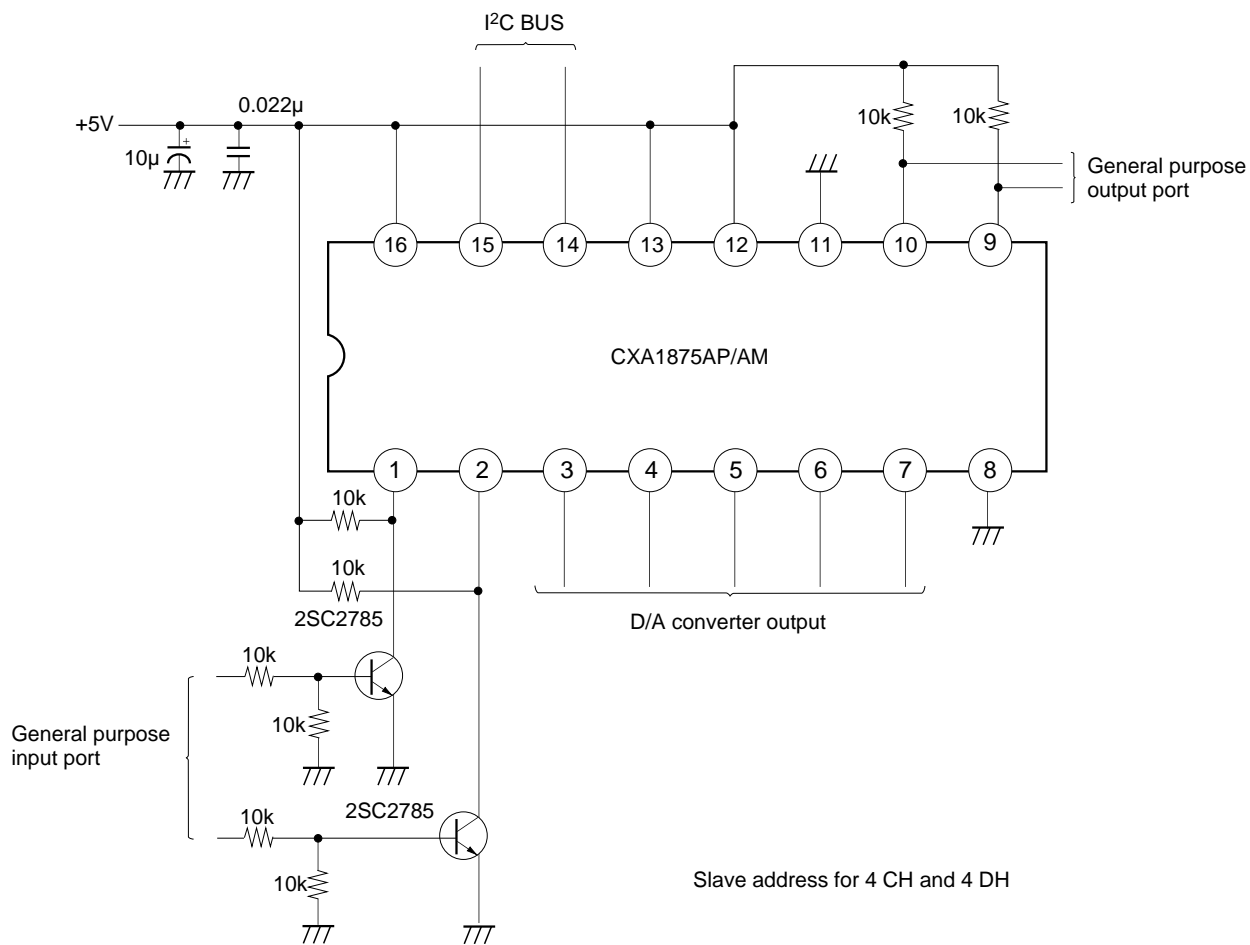 I²C BUS
0.022µ
+5V
10µ
+
10k
10k
General purpose
output port
16
15
14
13
12
11
10
9
CXA1875AP/AM
1
2
3
4
5
6
7
8
10k
10k
2SC2785
D/A converter output
10k
10k
General purpose
input port
2SC2785
10k
10k
Slave address for 4 CH and 4 DH